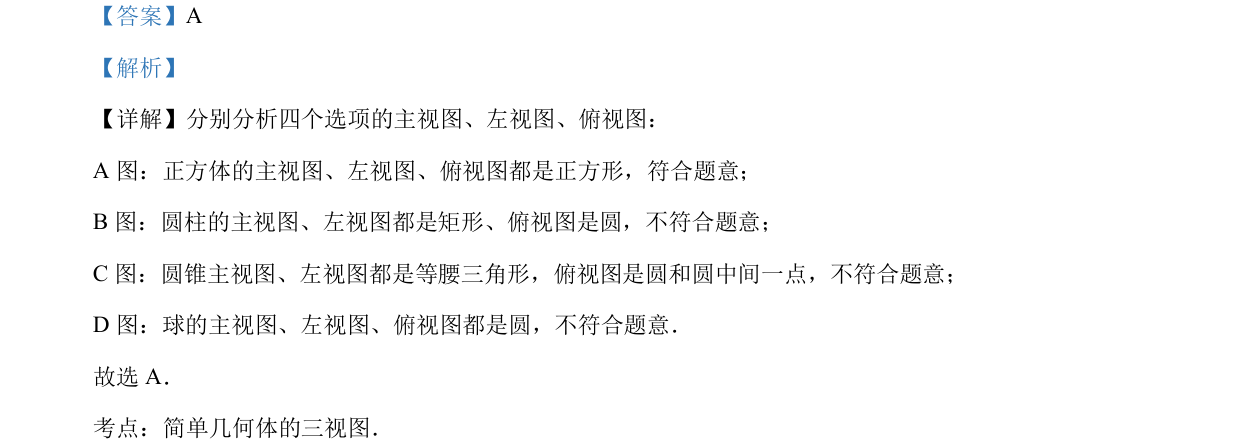 【答案】A
【解析】
【详解】分别分析四个选项的主视图、左视图、俯视图：
A 图：正方体的主视图、左视图、俯视图都是正方形，符合题意；
B 图：圆柱的主视图、左视图都是矩形、俯视图是圆，不符合题意；
C 图：圆锥主视图、左视图都是等腰三角形，俯视图是圆和圆中间一点，不符合题意；
D 图：球的主视图、左视图、俯视图都是圆，不符合题意．
故选 A．
考点：简单几何体的三视图．